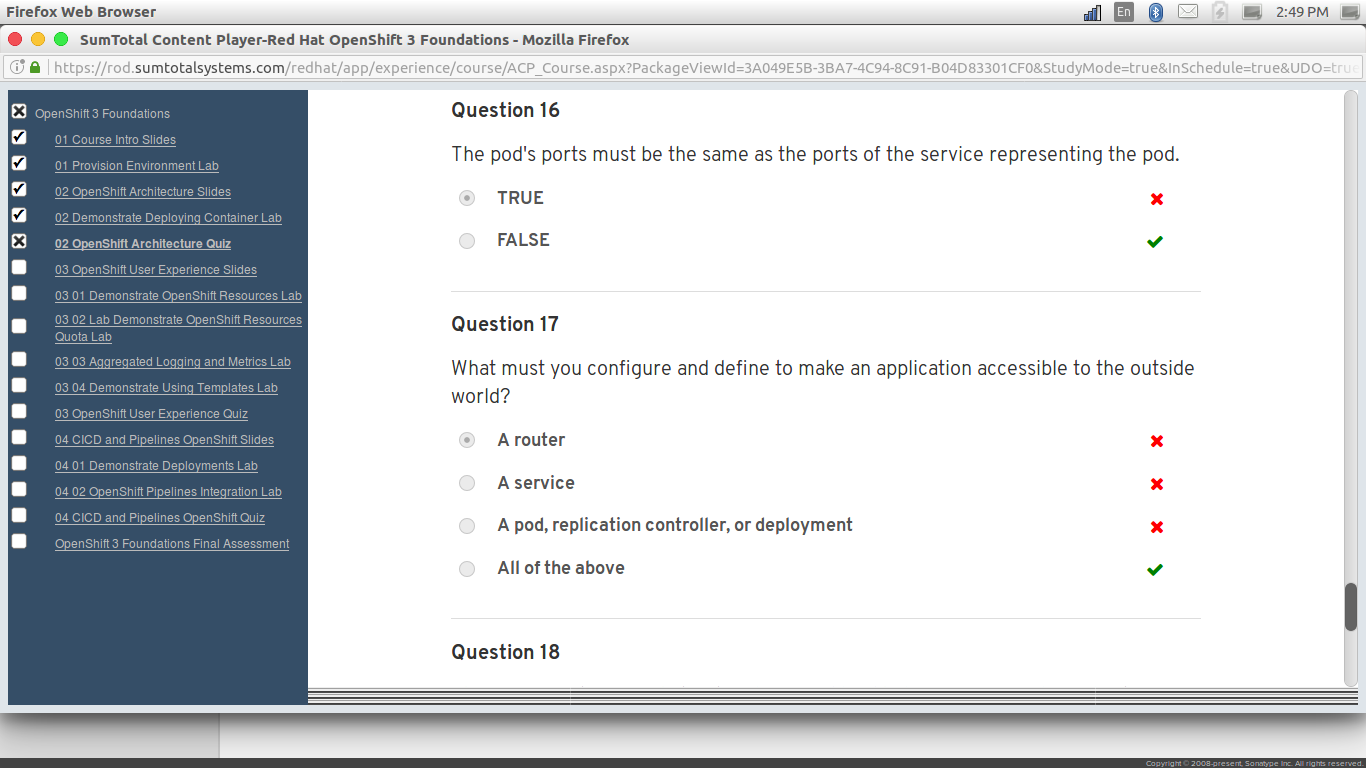 Firefox Web Browser
En
2:49 PM
SumTotal Content Player-Red Hat OpenShift 3 Foundations - Mozilla Firefox
https://rod.sumtotalsystems.com/redhat/app/experience/course/ACP_Course.aspx?PackageViewId=3A049E5B-3BA7-4C94-8C91-B04D83301CF0&StudyMode=true&InSchedule=true&UDO=true
OpenShift 3 Foundations
01 Course Intro Slides
01 Provision Environment Lab
02 OpenShift Architecture Slides
02 Demonstrate Deploying Container Lab
02 OpenShift Architecture Quiz
03 OpenShift User Experience Slides
03 01 Demonstrate OpenShift Resources Lab
03 02 Lab Demonstrate OpenShift Resources
Quota Lab
03 03 Aggregated Logging and Metrics Lab
03 04 Demonstrate Using Templates Lab
03 OpenShift User Experience Quiz
04 CICD and Pipelines OpenShift Slides
04 01 Demonstrate Deployments Lab
04 02 OpenShift Pipelines Integration Lab
04 CICD and Pipelines OpenShift Quiz
OpenShift 3 Foundations Final Assessment
Question 16
The pod's ports must be the same as the ports of the service representing the pod.
TRUE
FALSE
Question 17
What must you configure and define to make an application accessible to the outside
world?
A router
A service
A pod, replication controller, or deployment
All of the above
Question 18
Copyright © 2008-present, Sonatype Inc. All rights reserved.